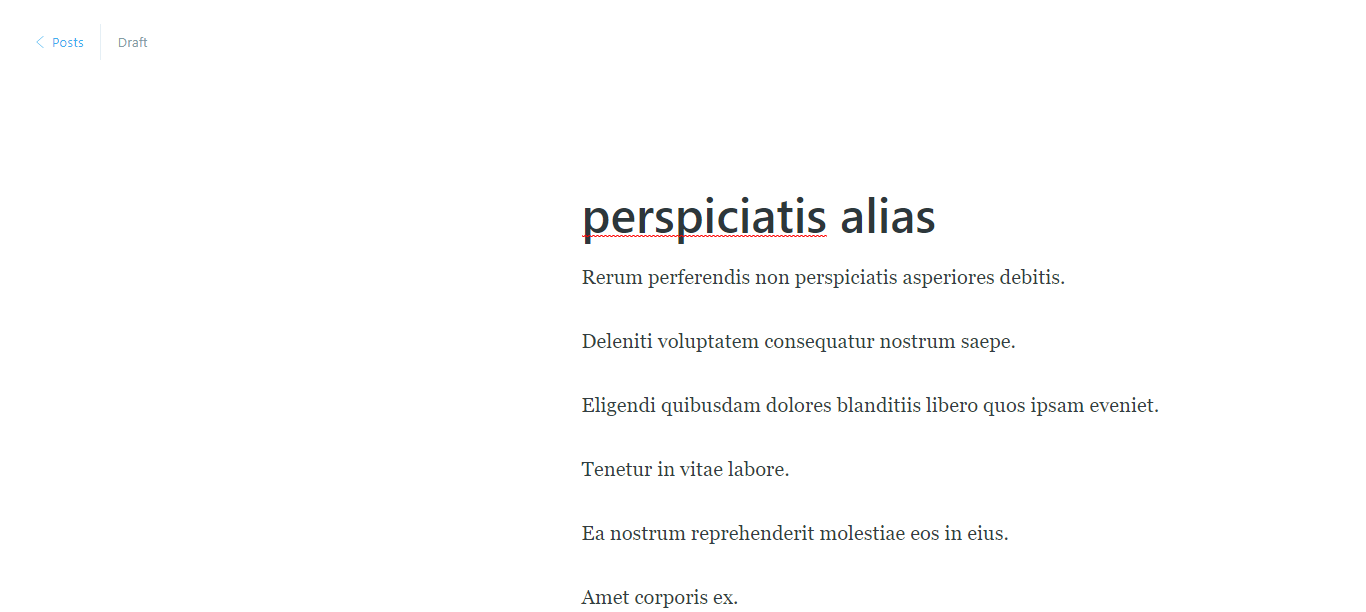 Posts Draft
perspiciatis alias
Rerum perferendis non perspiciatis asperiores debitis.
Deleniti voluptatem consequatur nostrum saepe.
Eligendi quibusdam dolores blanditiis libero quos ipsam eveniet.
Tenetur in vitae labore.
Ea nostrum reprehenderit molestiae eos in eius.
Amet corporis ex.